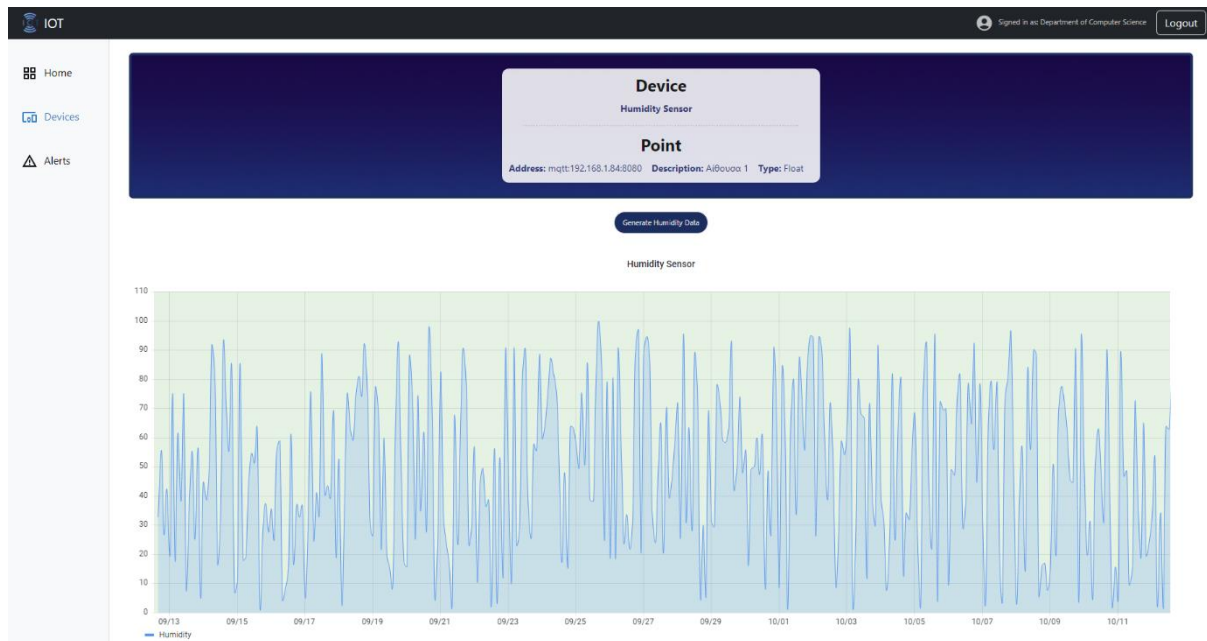 IOT
Signed in as: Department of Computer Science
Logout
Home
Devices
Alerts
Device
Humidity Sensor
Point
Address: mqtt:192.168.1.84:8080 Description: Αίθουσα 1 Type: Float
Generate Humidity Data
Humidity Sensor
110
100
90
80
70
60
50
40
30
20
10
0
09/13 09/15 09/17 09/19 09/21 09/23 09/25 09/27 09/29 10/01 10/03 10/05 10/07 10/09 10/11
Humidity